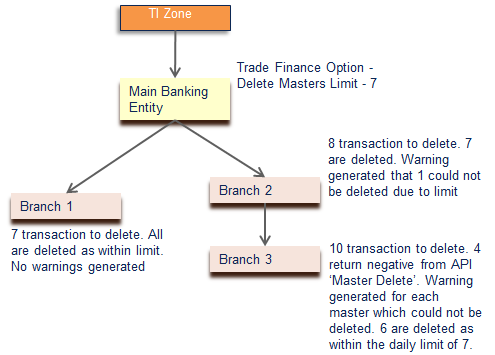 TI Zone
Trade Finance Option -
Delete Masters Limit - 7
Main Banking
Entity
8 transaction to delete. 7
are deleted. Warning
generated that 1 could not
be deleted due to limit
Branch 1
Branch 2
7 transaction to delete. All
are deleted as within limit.
No warnings generated
Branch 3
10 transaction to delete. 4
return negative from API
‘Master Delete’. Warning
generated for each
master which could not be
deleted. 6 are deleted as
within the daily limit of 7.